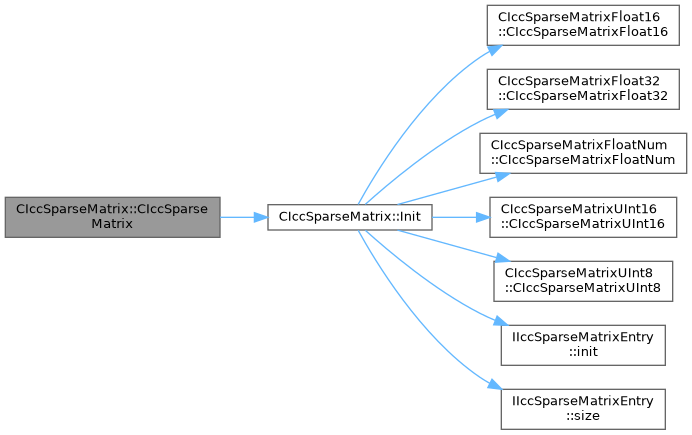 CIccSparseMatrix::CIccSparse
Matrix
CIccSparseMatrix::Init
CIccSparseMatrixFloat16
::CIccSparseMatrixFloat16
CIccSparseMatrixFloat32
::CIccSparseMatrixFloat32
CIccSparseMatrixFloatNum
::CIccSparseMatrixFloatNum
CIccSparseMatrixUInt16
::CIccSparseMatrixUInt16
CIccSparseMatrixUInt8
::CIccSparseMatrixUInt8
IIccSparseMatrixEntry
::init
IIccSparseMatrixEntry
::size